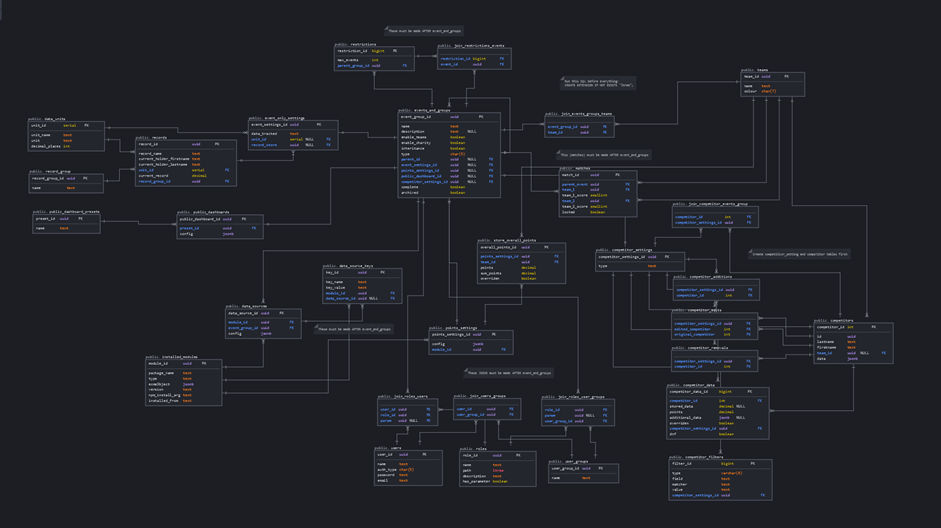 These must be made AFTER event_and_groups
public. restrictions
restriction_id bigint PK
max_events int
parent_group_id uuid FK
public. join_restrictions_events
restriction_id bigint FK
event_id uuid FK
Run this by: before everything
CREATE EXTENSION IF NOT EXISTS "ltree";
public. teams
team_id uuid PK
name text
colour char(7)
public. data_units
unit_id serial PK
unit_name text
unit text
decimal_places int
public. records
record_id uuid PK
record_name text
current_holder_firstname text
current_holder_lastname text
unit_id serial FK
current_record decimal
record_group_id uuid FK
public. event_only_settings
event_settings_id uuid PK
data_tracked text
unit_id serial NULL FK
record_store uuid NULL FK
public. events_and_groups
event_group_id uuid PK
name text
description text NULL
enable_nmows boolean
enable_charity boolean
inheritance boolean
type char(5)
parent_id uuid NULL FK
event_settings_id uuid NULL FK
points_settings_id uuid NULL FK
public_dashboard_id uuid NULL FK
competitor_settings_id uuid NULL FK
complete boolean
archived boolean
public. join_events_groups_teams
event_group_id uuid FK
team_id uuid FK
This (matches) must be made AFTER event_and_groups
public. matches
match_id uuid PK
parent_event uuid FK
team_1 uuid FK
team_1_score smallint
team_2 uuid FK
team_2_score smallint
locked boolean
public. record_group
record_group_id uuid PK
name text
public. public_dashboard_presets
preset_id uuid PK
name text
public. public_dashboards
public_dashboard_id uuid PK
preset_id uuid FK
config jsonb
public. join_competitor_events_group
competitor_id int FK
competitor_settings_id uuid FK
public. store_overall_points
overall_points_id uuid PK
points_settings_id uuid FK
team_id uuid FK
points decimal
sum_points decimal
overriden boolean
public. competitor_settings
competitor_settings_id uuid PK
type text
Create competitor_setting and competitor tables first
public. data_source_keys
key_id uuid PK
key_name text
key_value text
module_id uuid FK
data_source_id uuid NULL FK
public. competitor_additions
competitor_settings_id uuid FK
competitor_id int FK
public. data_sources
data_source_id uuid PK
module_id uuid FK
event_group_id uuid FK
config jsonb
These must be made AFTER event_and_groups
public. points_settings
points_settings_id uuid PK
config jsonb
module_id uuid FK
public. competitor_edits
competitor_settings_id uuid FK
edited_competitor int FK
original_competitor int FK
public. competitors
competitor_id int PK
id uuid
lastname text
firstname text
team_id uuid NULL FK
data jsonb
public. competitor_removals
competitor_settings_id uuid FK
competitor_id int FK
public. installed_modules
module_id uuid PK
package_name text
type text
esmObject jsonb
version text
npm_install_arg text
installed_from text
These JOINS must be made AFTER event_and_groups
public. join_roles_users
user_id uuid FK
role_id uuid FK
param uuid NULL
public. join_users_groups
user_id uuid FK
user_group_id uuid FK
public. join_roles_user_groups
role_id uuid FK
param uuid NULL
user_group_id uuid FK
public. competitor_data
competitor_data_id bigint PK
competitor_id int FK
stored_data decimal NULL
points decimal
additional_data jsonb NULL
overriden boolean
competitor_settings_id uuid FK
dnf boolean
public. users
user_id uuid PK
name text
auth_type char(5)
password text
email text
public. roles
role_id uuid PK
name text
path ltree
description text
has_parameter boolean
public. user_groups
user_group_id uuid PK
name text
public. competitor_filters
filter_id bigint PK
type varchar(8)
field text
matcher text
value text
competitor_settings_id uuid FK